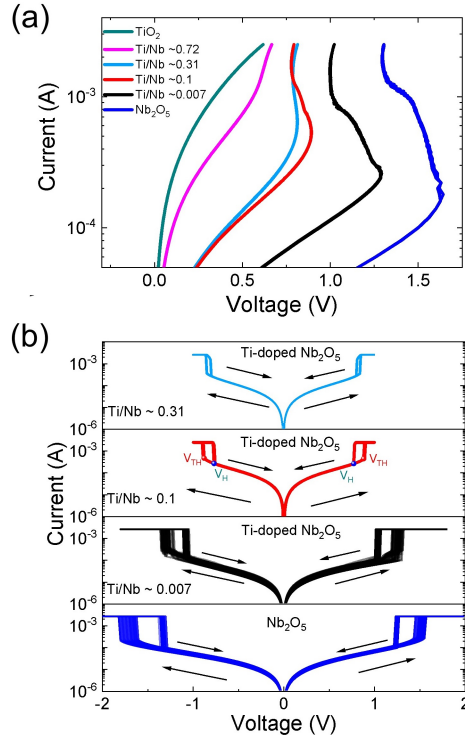 (a)
TiO₂
Ti/Nb ~0.72
Ti/Nb ~0.31
Ti/Nb ~0.1
Ti/Nb ~0.007
Nb₂O₅
Current (A)
10⁻³
10⁻⁴
0.0 0.5 1.0 1.5
Voltage (V)
(b)
Current (A)
10⁻³
Ti-doped Nb₂O₅
10⁻⁶
Ti/Nb ~ 0.31
10⁻³
Ti-doped Nb₂O₅
V_TH V_TH
V_H V_H
10⁻⁶
Ti/Nb ~ 0.1
10⁻³
Ti-doped Nb₂O₅
10⁻⁶
Ti/Nb ~ 0.007
10⁻³
Nb₂O₅
10⁻⁶
-2 -1 0 1 2
Voltage (V)